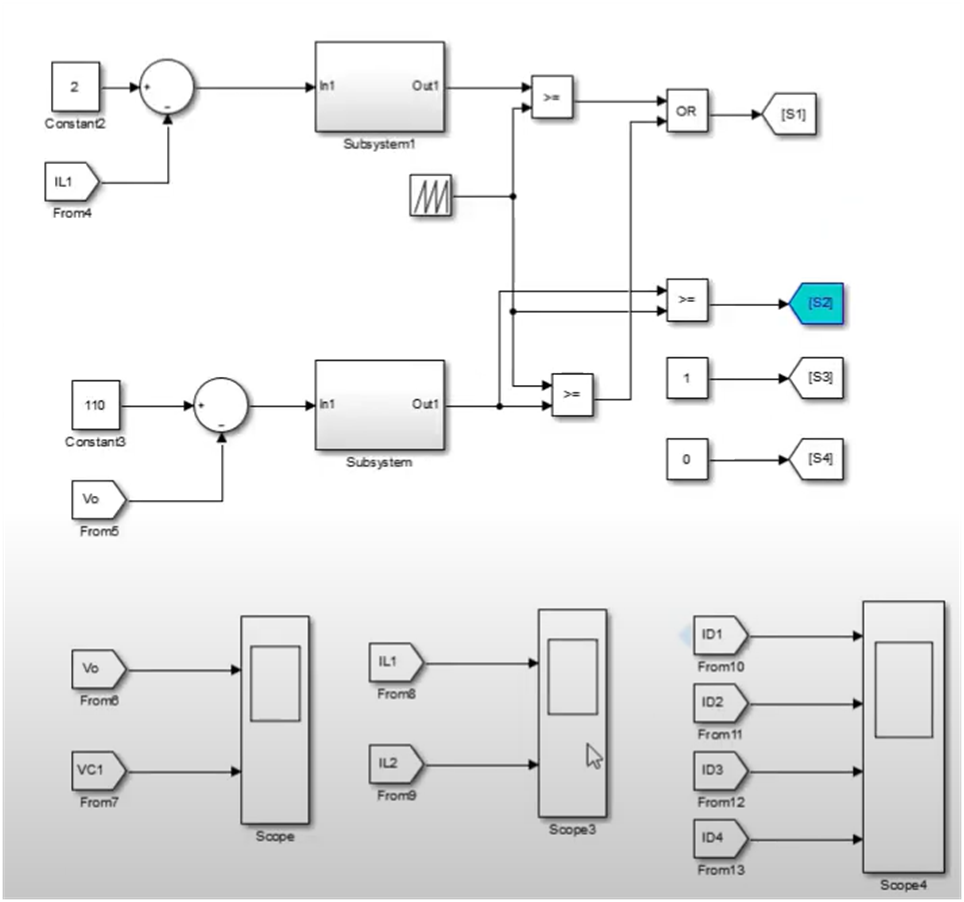 2
Constant2
+
−
In1
Out1
Subsystem1
>=
OR
[S1]
IL1
From4
>=
[S2]
1
[S3]
110
Constant3
+
−
In1
Out1
Subsystem
>=
0
[S4]
Vo
From5
Vo
From6
VC1
From7
Scope
IL1
From8
IL2
From9
Scope3
ID1
From10
ID2
From11
ID3
From12
ID4
From13
Scope4